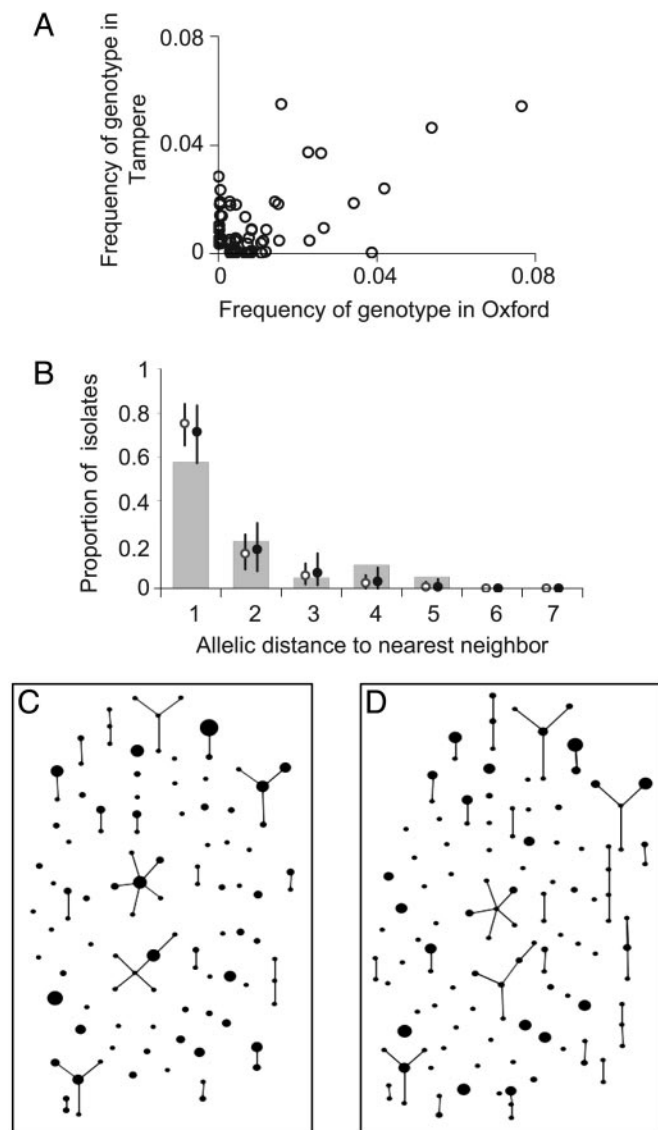 A
Frequency of genotype in
Tampere
0.08
0.04
0
0
0.04
0.08
Frequency of genotype in Oxford
B
Proportion of isolates
1
0.8
0.6
0.4
0.2
0
1 2 3 4 5 6 7
Allelic distance to nearest neighbor
C
D